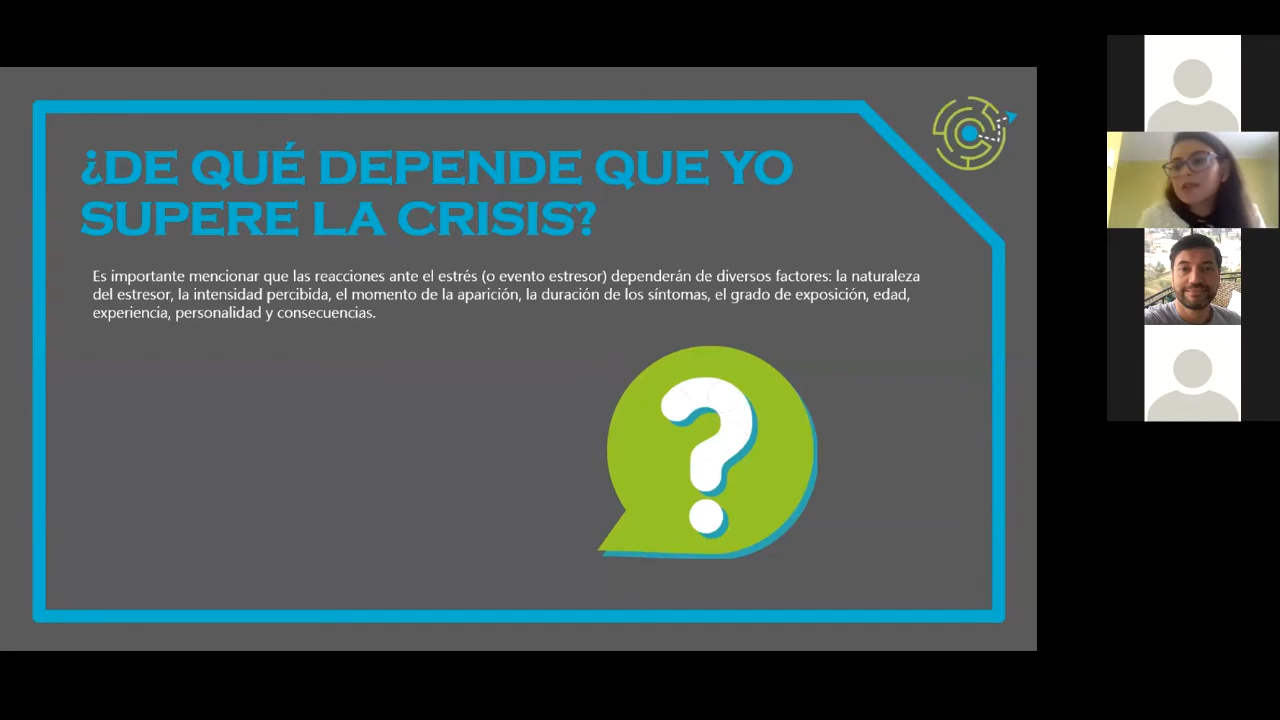 ¿DE QUÉ DEPENDE QUE YO
SUPERE LA CRISIS?
Es importante mencionar que las reacciones ante el estrés (o evento estresor) dependerán de diversos factores: la naturaleza
del estresor, la intensidad percibida, el momento de la aparición, la duración de los síntomas, el grado de exposición, edad,
experiencia, personalidad y consecuencias.
?